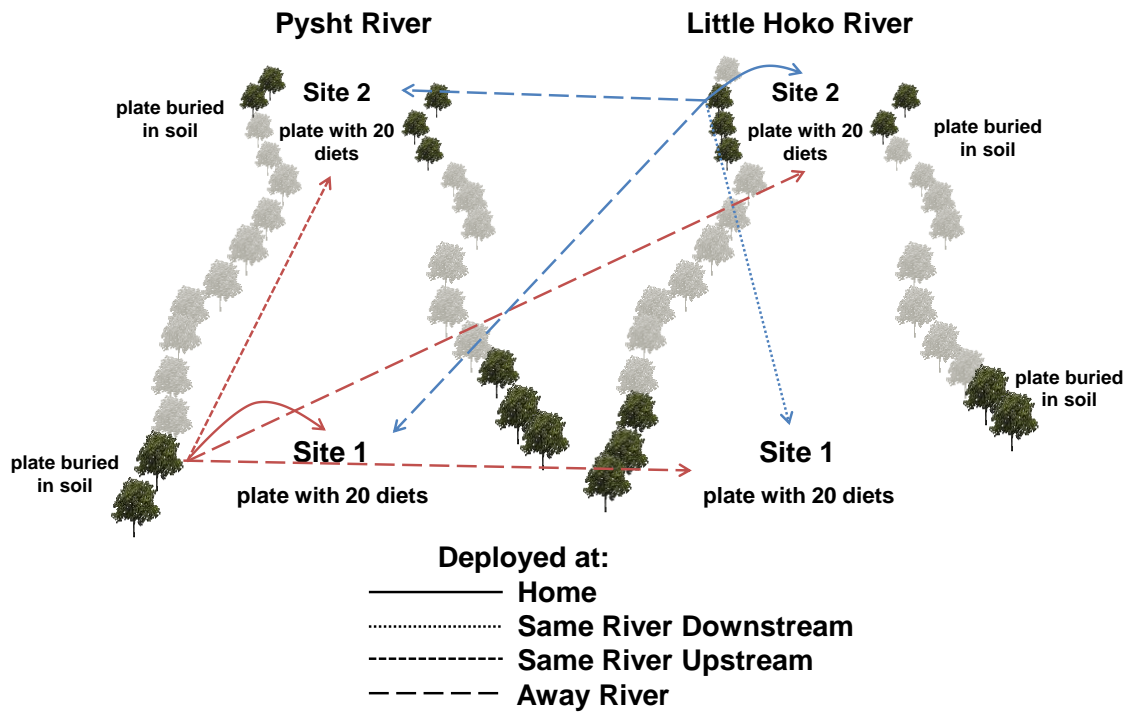 Pysht River
Little Hoko River
Site 2
plate buried
in soil
plate with 20
diets
Site 2
plate with 20
diets
plate buried
in soil
plate buried
in soil
plate buried
in soil
Site 1
plate with 20 diets
Site 1
plate with 20 diets
Deployed at:
Home
Same River Downstream
Same River Upstream
Away River